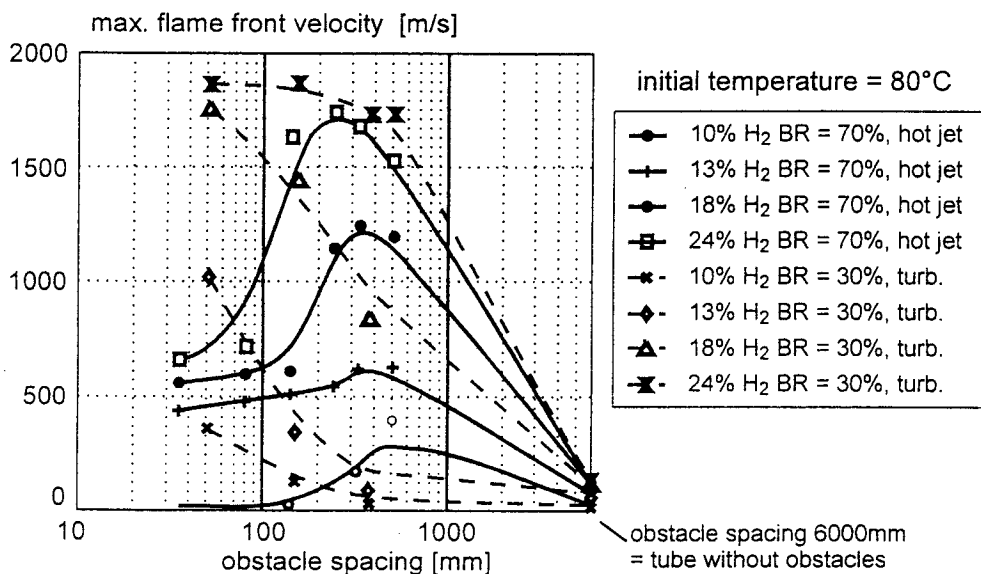 max. flame front velocity [m/s]
2000
1500
1000
500
0
10
100
1000
obstacle spacing [mm]
initial temperature = 80°C
10% H2 BR = 70%, hot jet
13% H2 BR = 70%, hot jet
18% H2 BR = 70%, hot jet
24% H2 BR = 70%, hot jet
10% H2 BR = 30%, turb.
13% H2 BR = 30%, turb.
18% H2 BR = 30%, turb.
24% H2 BR = 30%, turb.
obstacle spacing 6000mm
= tube without obstacles